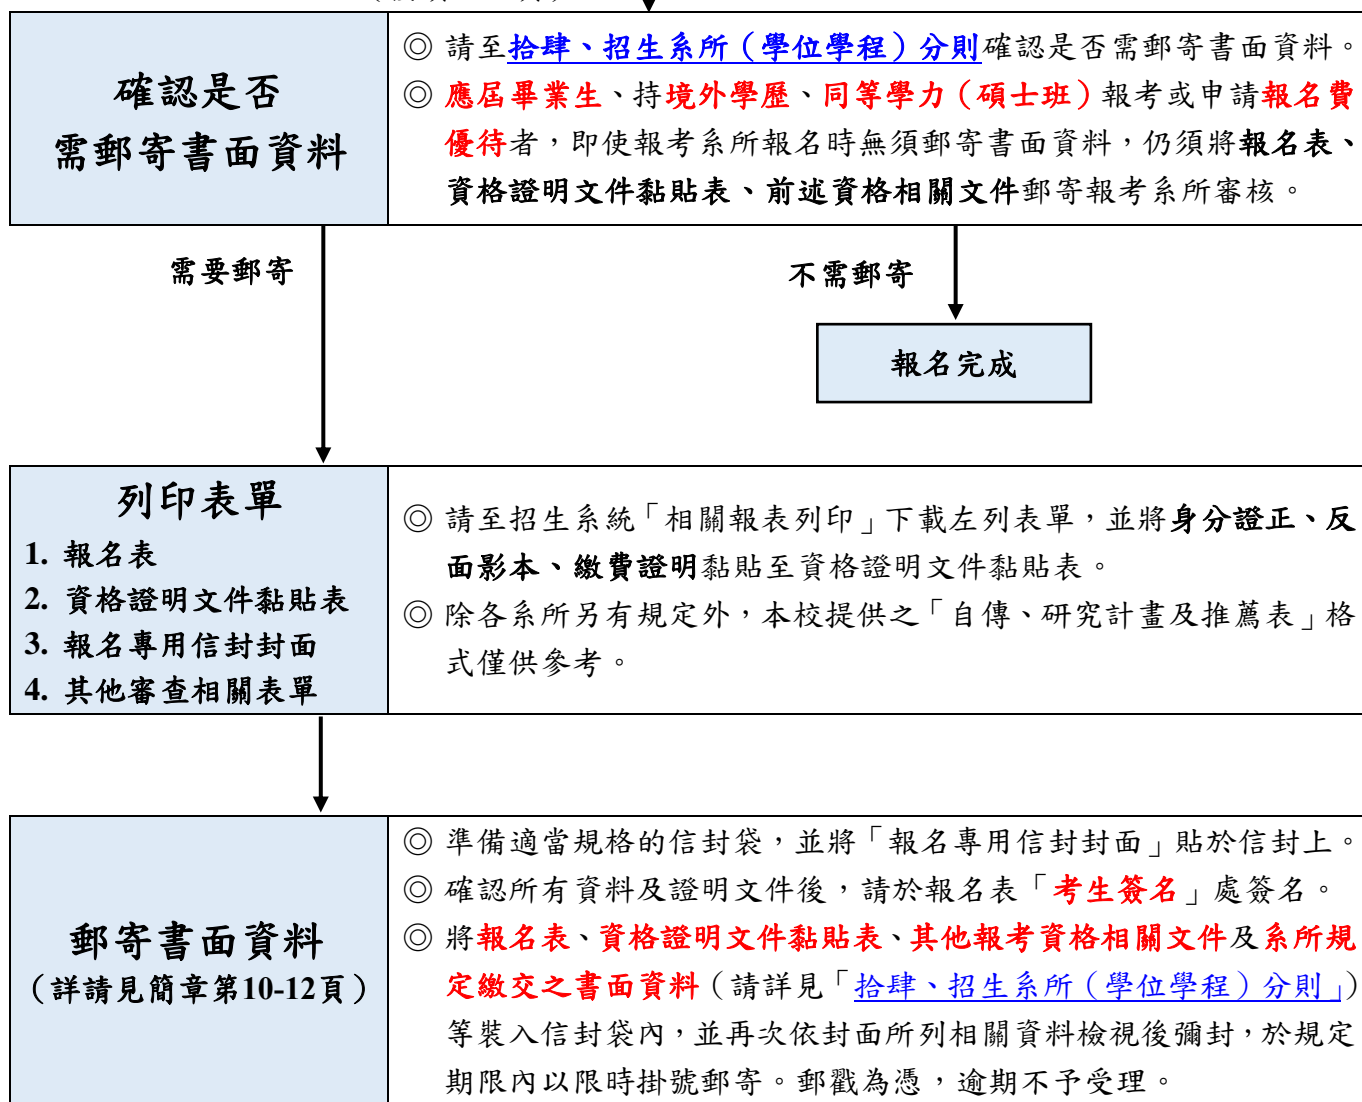 確認是否
需郵寄書面資料
◎ 請至拾肆、招生系所（學位學程）分則確認是否需郵寄書面資料。
◎ 應屆畢業生、持境外學歷、同等學力（碩士班）報考或申請報名費
優待者，即使報考系所報名時無須郵寄書面資料，仍須將報名表、
資格證明文件黏貼表、前述資格相關文件郵寄報考系所審核。
需要郵寄
不需郵寄
報名完成
列印表單
1. 報名表
2. 資格證明文件黏貼表
3. 報名專用信封封面
4. 其他審查相關表單
◎ 請至招生系統「相關報表列印」下載左列表單，並將身分證正、反
面影本、繳費證明黏貼至資格證明文件黏貼表。
◎ 除各系所另有規定外，本校提供之「自傳、研究計畫及推薦表」格
式僅供參考。
郵寄書面資料
（詳請見簡章第10-12頁）
◎ 準備適當規格的信封袋，並將「報名專用信封封面」貼於信封上。
◎ 確認所有資料及證明文件後，請於報名表「考生簽名」處簽名。
◎ 將報名表、資格證明文件黏貼表、其他報考資格相關文件及系所規
定繳交之書面資料（請詳見「拾肆、招生系所（學位學程）分則」）
等裝入信封袋內，並再次依封面所列相關資料檢視後彌封，於規定
期限內以限時掛號郵寄。郵戳為憑，逾期不予受理。